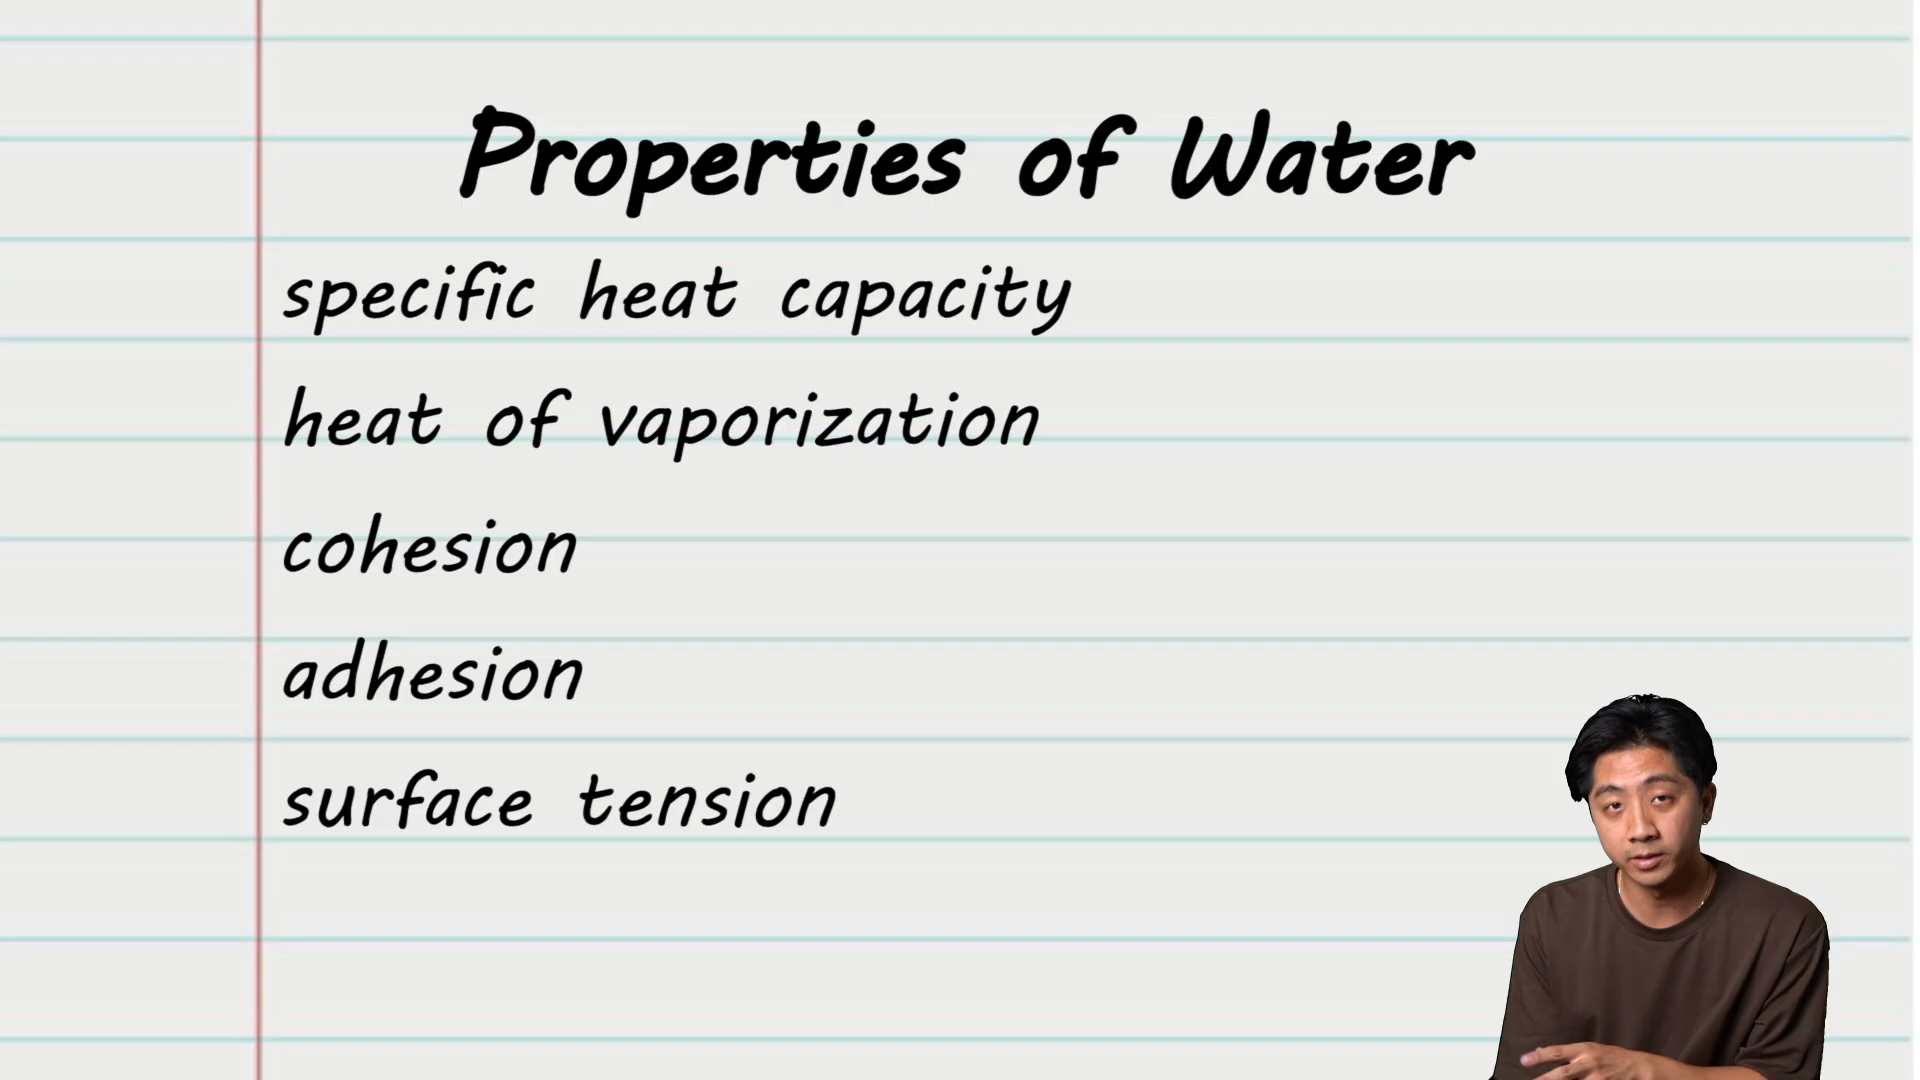 Properties of Water
specific heat capacity
heat of vaporization
cohesion
adhesion
surface tension